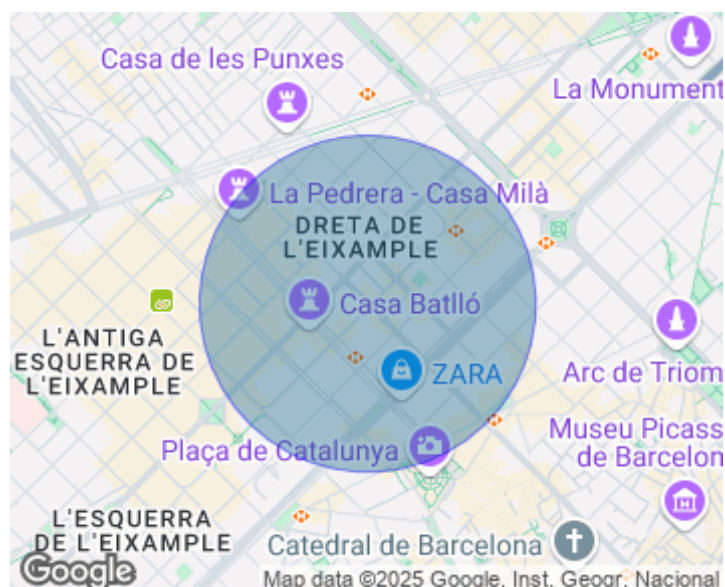 Casa de les Punxes
La Monument
La Pedrera - Casa Milà
DRETA DE
L'EIXAMPLE
Casa Batlló
L'ANTIGA
ESQUERRA DE
L'EIXAMPLE
ZARA
Arc de Triom
Plaça de Catalunya
Museu Picass
de Barcelon
L'ESQUERRA
DE L'EIXAMPLE
Catedral de Barcelona
Google
Map data ©2025 Google, Inst. Geogr. Nacional